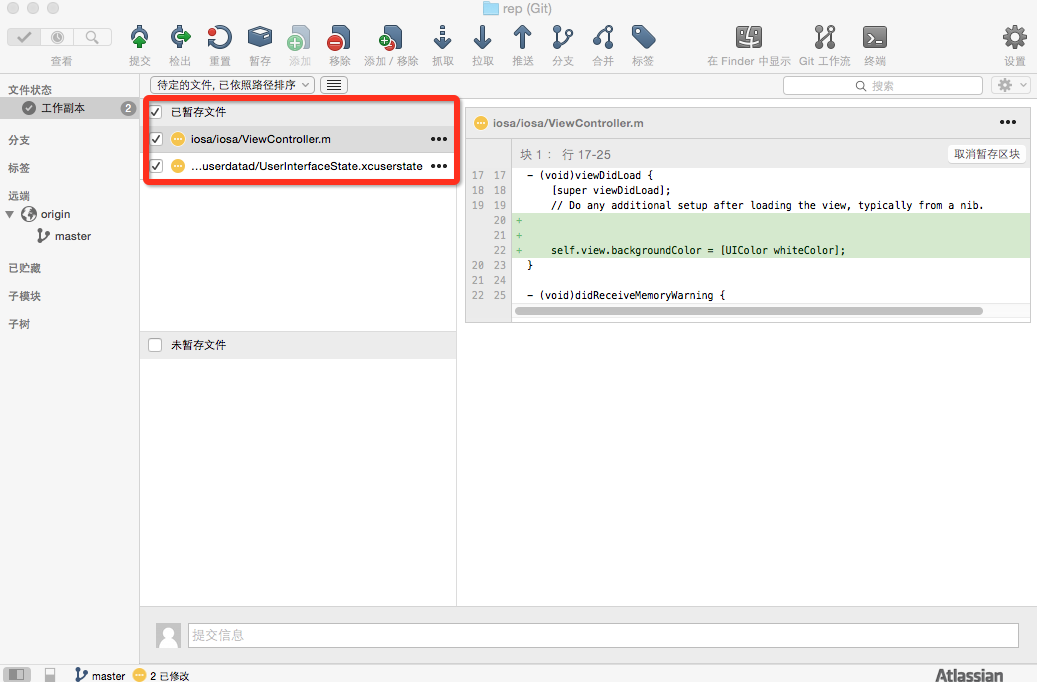 rep (Git)
查看 提交 检出 重置 暂存 添加 移除 添加 / 移除 抓取 拉取 推送 分支 合并 标签 在 Finder 中显示 Git 工作流 终端 设置
文件状态
工作副本 2
分支
标签
远端
origin
master
已贮藏
子模块
子树
待定的文件, 已依照路径排序
搜索
已暂存文件
iosa/iosa/ViewController.m •••
...userdatad/UserInterfaceState.xcuserstate •••
未暂存文件
iosa/iosa/ViewController.m •••
块 1： 行 17-25 取消暂存区块
17 17 - (void)viewDidLoad {
18 18 [super viewDidLoad];
19 19 // Do any additional setup after loading the view, typically from a nib.
20 +
21 +
22 + self.view.backgroundColor = [UIColor whiteColor];
20 23 }
21 24
22 25 - (void)didReceiveMemoryWarning {
提交信息
master 2 已修改
Atlassian